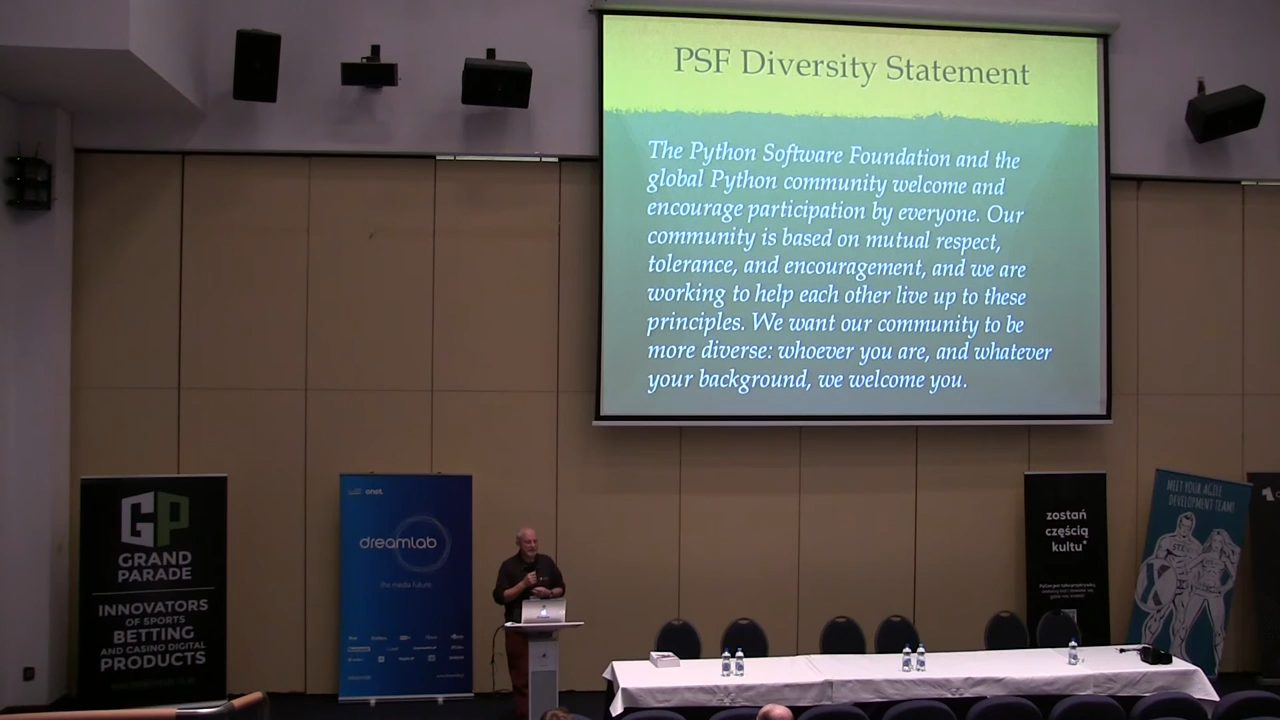 PSF Diversity Statement
The Python Software Foundation and the
global Python community welcome and
encourage participation by everyone. Our
community is based on mutual respect,
tolerance, and encouragement, and we are
working to help each other live up to these
principles. We want our community to be
more diverse: whoever you are, and whatever
your background, we welcome you.
GP
GRAND
PARADE
INNOVATORS
OF SPORTS
BETTING
AND CASINO DIGITAL
PRODUCTS
onet
dreamlab
the media future
zostań
częścią
kultu*
MEET YOUR AGILE
DEVELOPMENT TEAM!